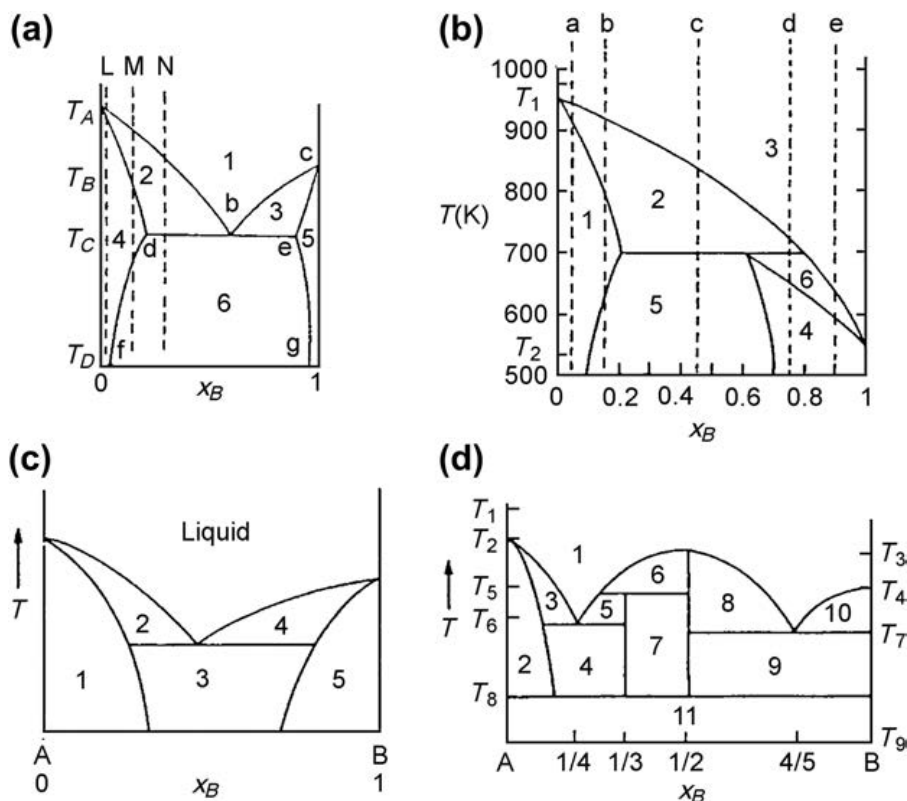 (a)
L M N
T_A
T_B
T_C
T_D
1
2
3
4
5
6
b
c
d
e
f
g
0
1
x_B
(b)
a b c d e
1000
T_1
900
800
T(K)
700
600
T_2
500
1
2
3
4
5
6
0 0.2 0.4 0.6 0.8 1
x_B
(c)
Liquid
T
1
2
3
4
5
A B
0 1
x_B
(d)
T_1
T_2
T_5
T_6
T_8
T
T_3
T_4
T_7
T_9
1
2
3
4
5
6
7
8
9
10
11
A 1/4 1/3 1/2 4/5 B
x_B